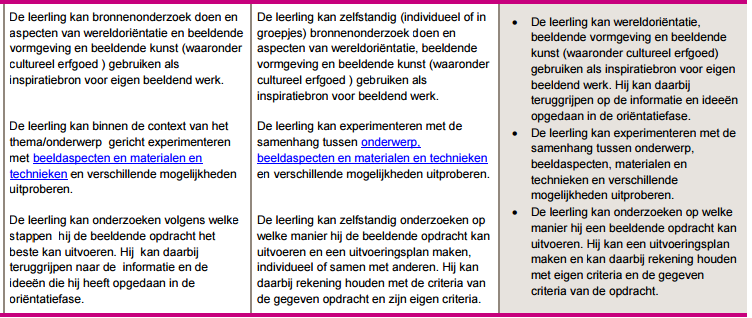 De leerling kan bronnenonderzoek doen en
aspecten van wereldoriëntatie en beeldende
vormgeving en beeldende kunst (waaronder
cultureel erfgoed ) gebruiken als
inspiratiebron voor eigen beeldend werk.
De leerling kan binnen de context van het
thema/onderwerp gericht experimenteren
met beeldaspecten en materialen en
technieken en verschillende mogelijkheden
uitproberen.
De leerling kan onderzoeken volgens welke
stappen hij de beeldende opdracht het
beste kan uitvoeren. Hij kan daarbij
teruggrijpen naar de informatie en de
ideeën die hij heeft opgedaan in de
oriëntatiefase.
De leerling kan zelfstandig (individueel of in
groepjes) bronnenonderzoek doen en
aspecten van wereldoriëntatie, beeldende
vormgeving en beeldende kunst (waaronder
cultureel erfgoed ) gebruiken als
inspiratiebron voor beeldend werk.
De leerling kan experimenteren met de
samenhang tussen onderwerp,
beeldaspecten en materialen en technieken
en verschillende mogelijkheden uitproberen.
De leerling kan zelfstandig onderzoeken op
welke manier hij de beeldende opdracht kan
uitvoeren en een uitvoeringsplan maken,
individueel of samen met anderen. Hij kan
daarbij rekening houden met de criteria van
de gegeven opdracht en zijn eigen criteria.
• De leerling kan wereldoriëntatie,
beeldende vormgeving en beeldende
kunst (waaronder cultureel erfgoed)
gebruiken als inspiratiebron voor eigen
beeldend werk. Hij kan daarbij
teruggrijpen op de informatie en ideeën
opgedaan in de oriëntatiefase.
• De leerling kan experimenteren met de
samenhang tussen onderwerp,
beeldaspecten, materialen en
technieken en verschillende
mogelijkheden uitproberen.
• De leerling kan onderzoeken op welke
manier hij een beeldende opdracht kan
uitvoeren. Hij kan een uitvoeringsplan
maken en kan daarbij rekening houden
met eigen criteria en de gegeven
criteria van de opdracht.